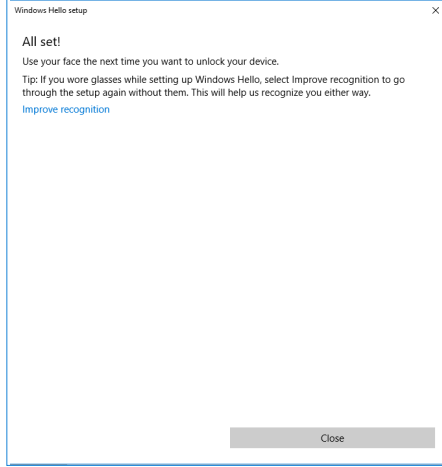 Windows Hello setup
All set!
Use your face the next time you want to unlock your device.
Tip: If you wore glasses while setting up Windows Hello, select Improve recognition to go
through the setup again without them. This will help us recognize you either way.
Improve recognition
Close